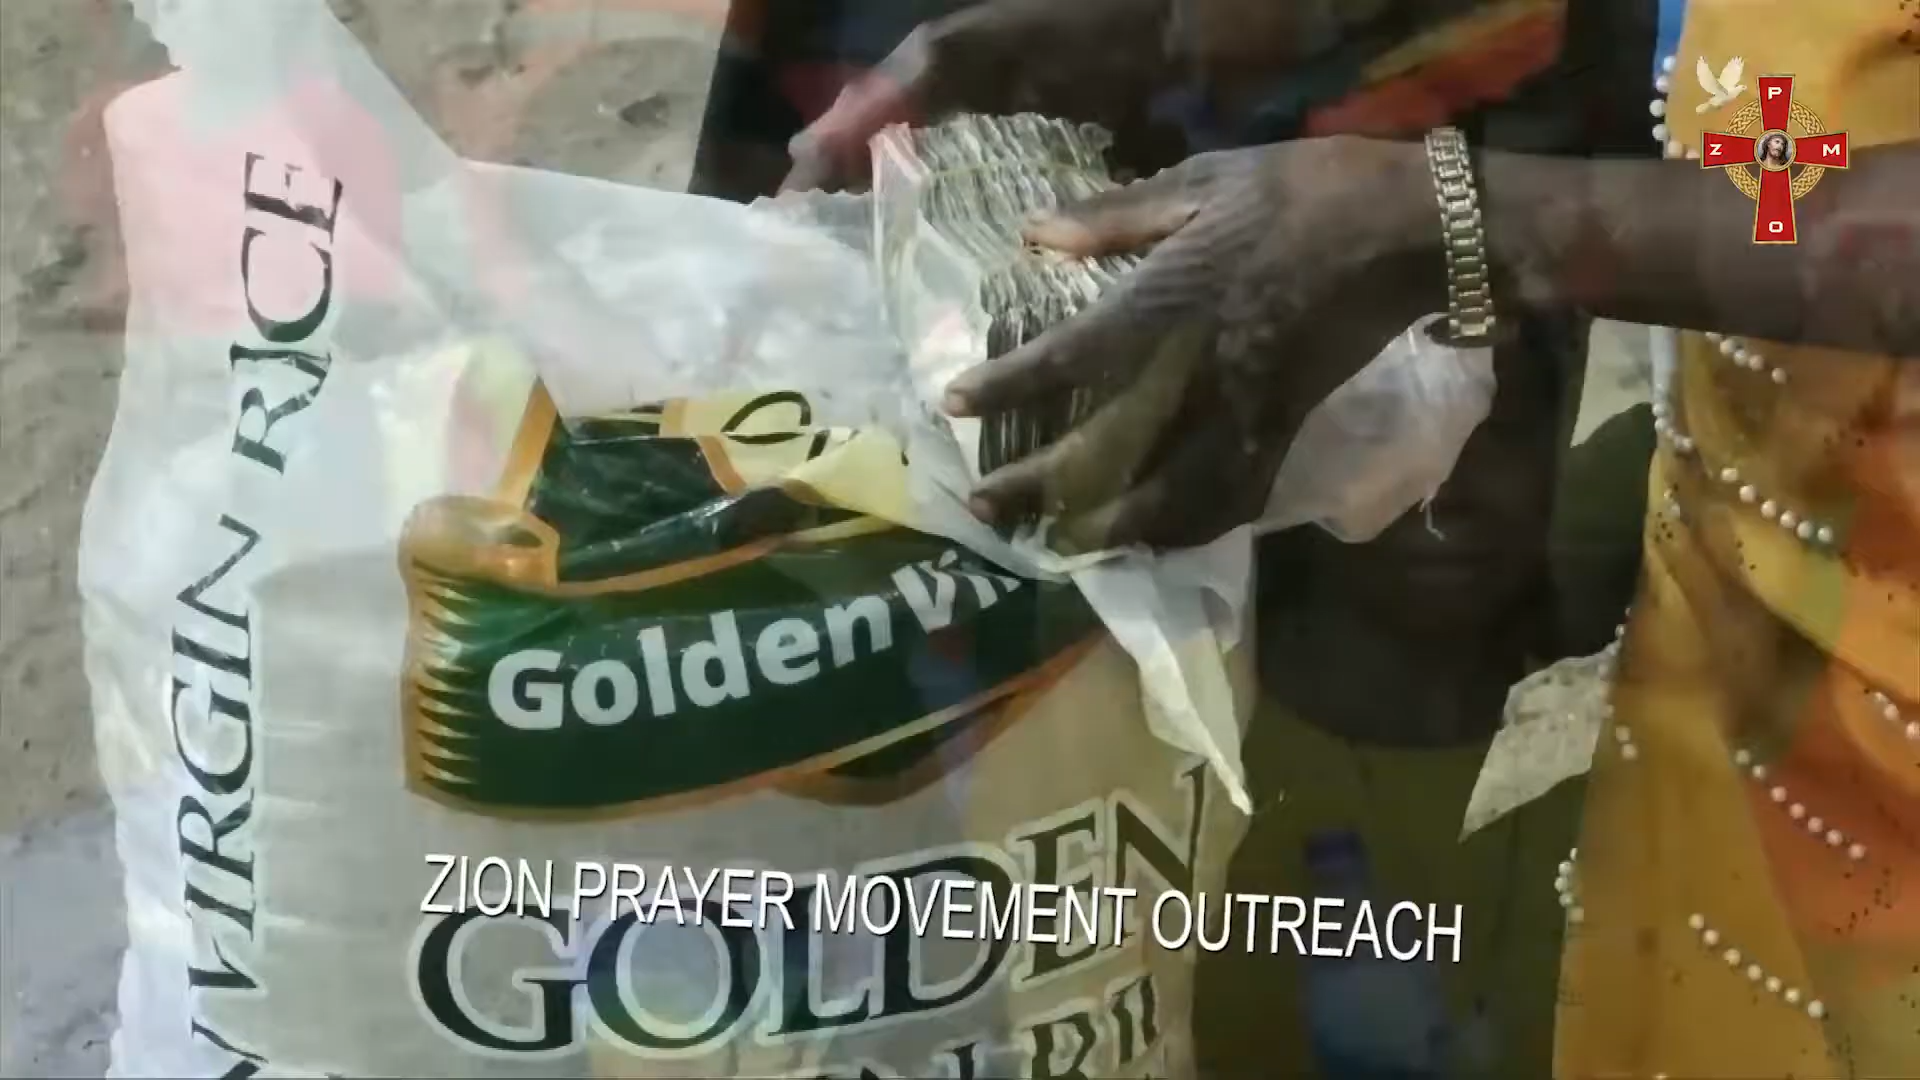 P
Z M
O
VIRGIN RICE
Golden
GOLDEN
ZION PRAYER MOVEMENT OUTREACH